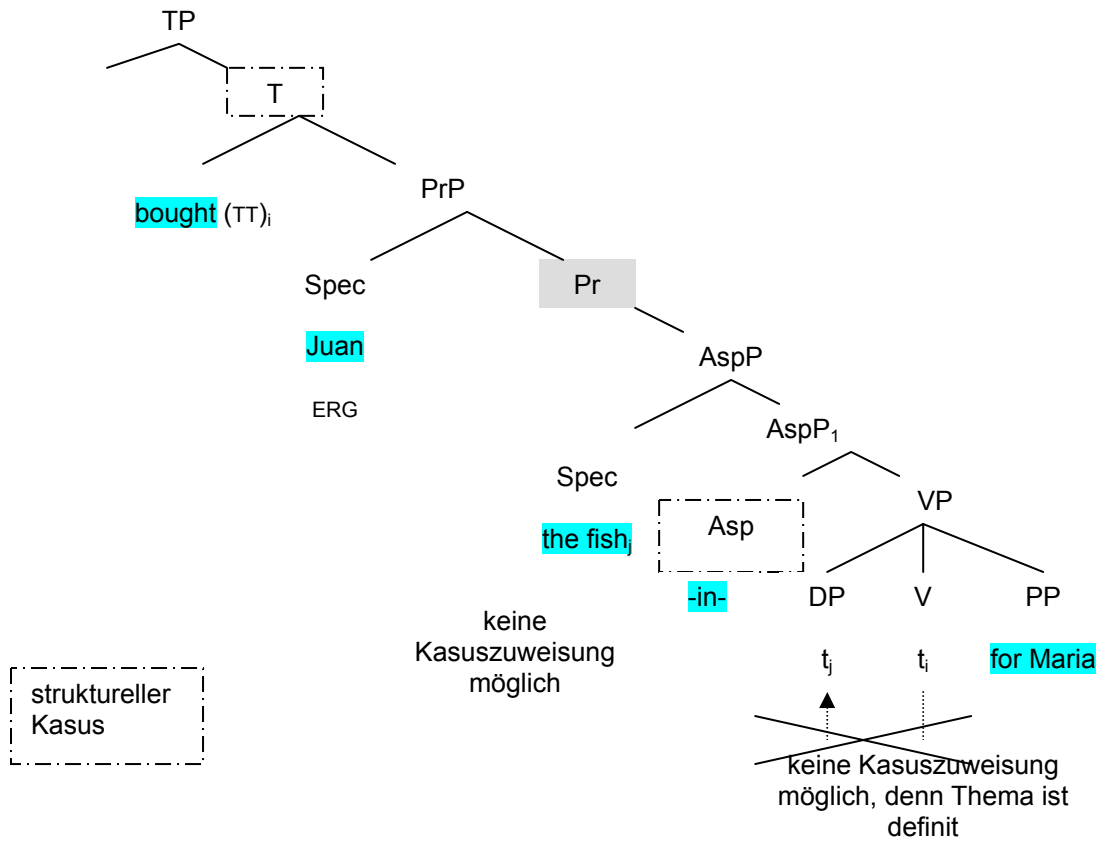 TP
T
PrP
bought (TT)i
Spec
Pr
Juan
AspP
ERG
AspP1
Spec
VP
Asp
the fishj
-in-
DP
V
PP
keine
Kasuszuweisung
möglich
tj
ti
for Maria
struktureller
Kasus
keine Kasuszuweisung
möglich, denn Thema ist
definit